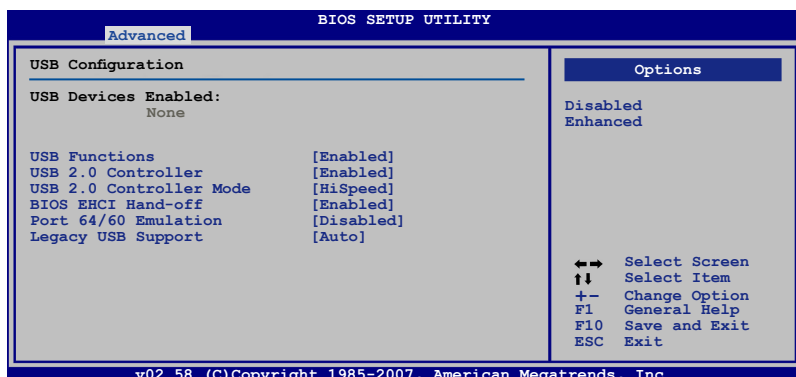 BIOS SETUP UTILITY
Advanced
USB Configuration
USB Devices Enabled:
None
USB Functions [Enabled]
USB 2.0 Controller [Enabled]
USB 2.0 Controller Mode [HiSpeed]
BIOS EHCI Hand-off [Enabled]
Port 64/60 Emulation [Disabled]
Legacy USB Support [Auto]
Options
Disabled
Enhanced
←→ Select Screen
↑↓ Select Item
+- Change Option
F1 General Help
F10 Save and Exit
ESC Exit
v02.58 (C)Copyright 1985-2007, American Megatrends, Inc.